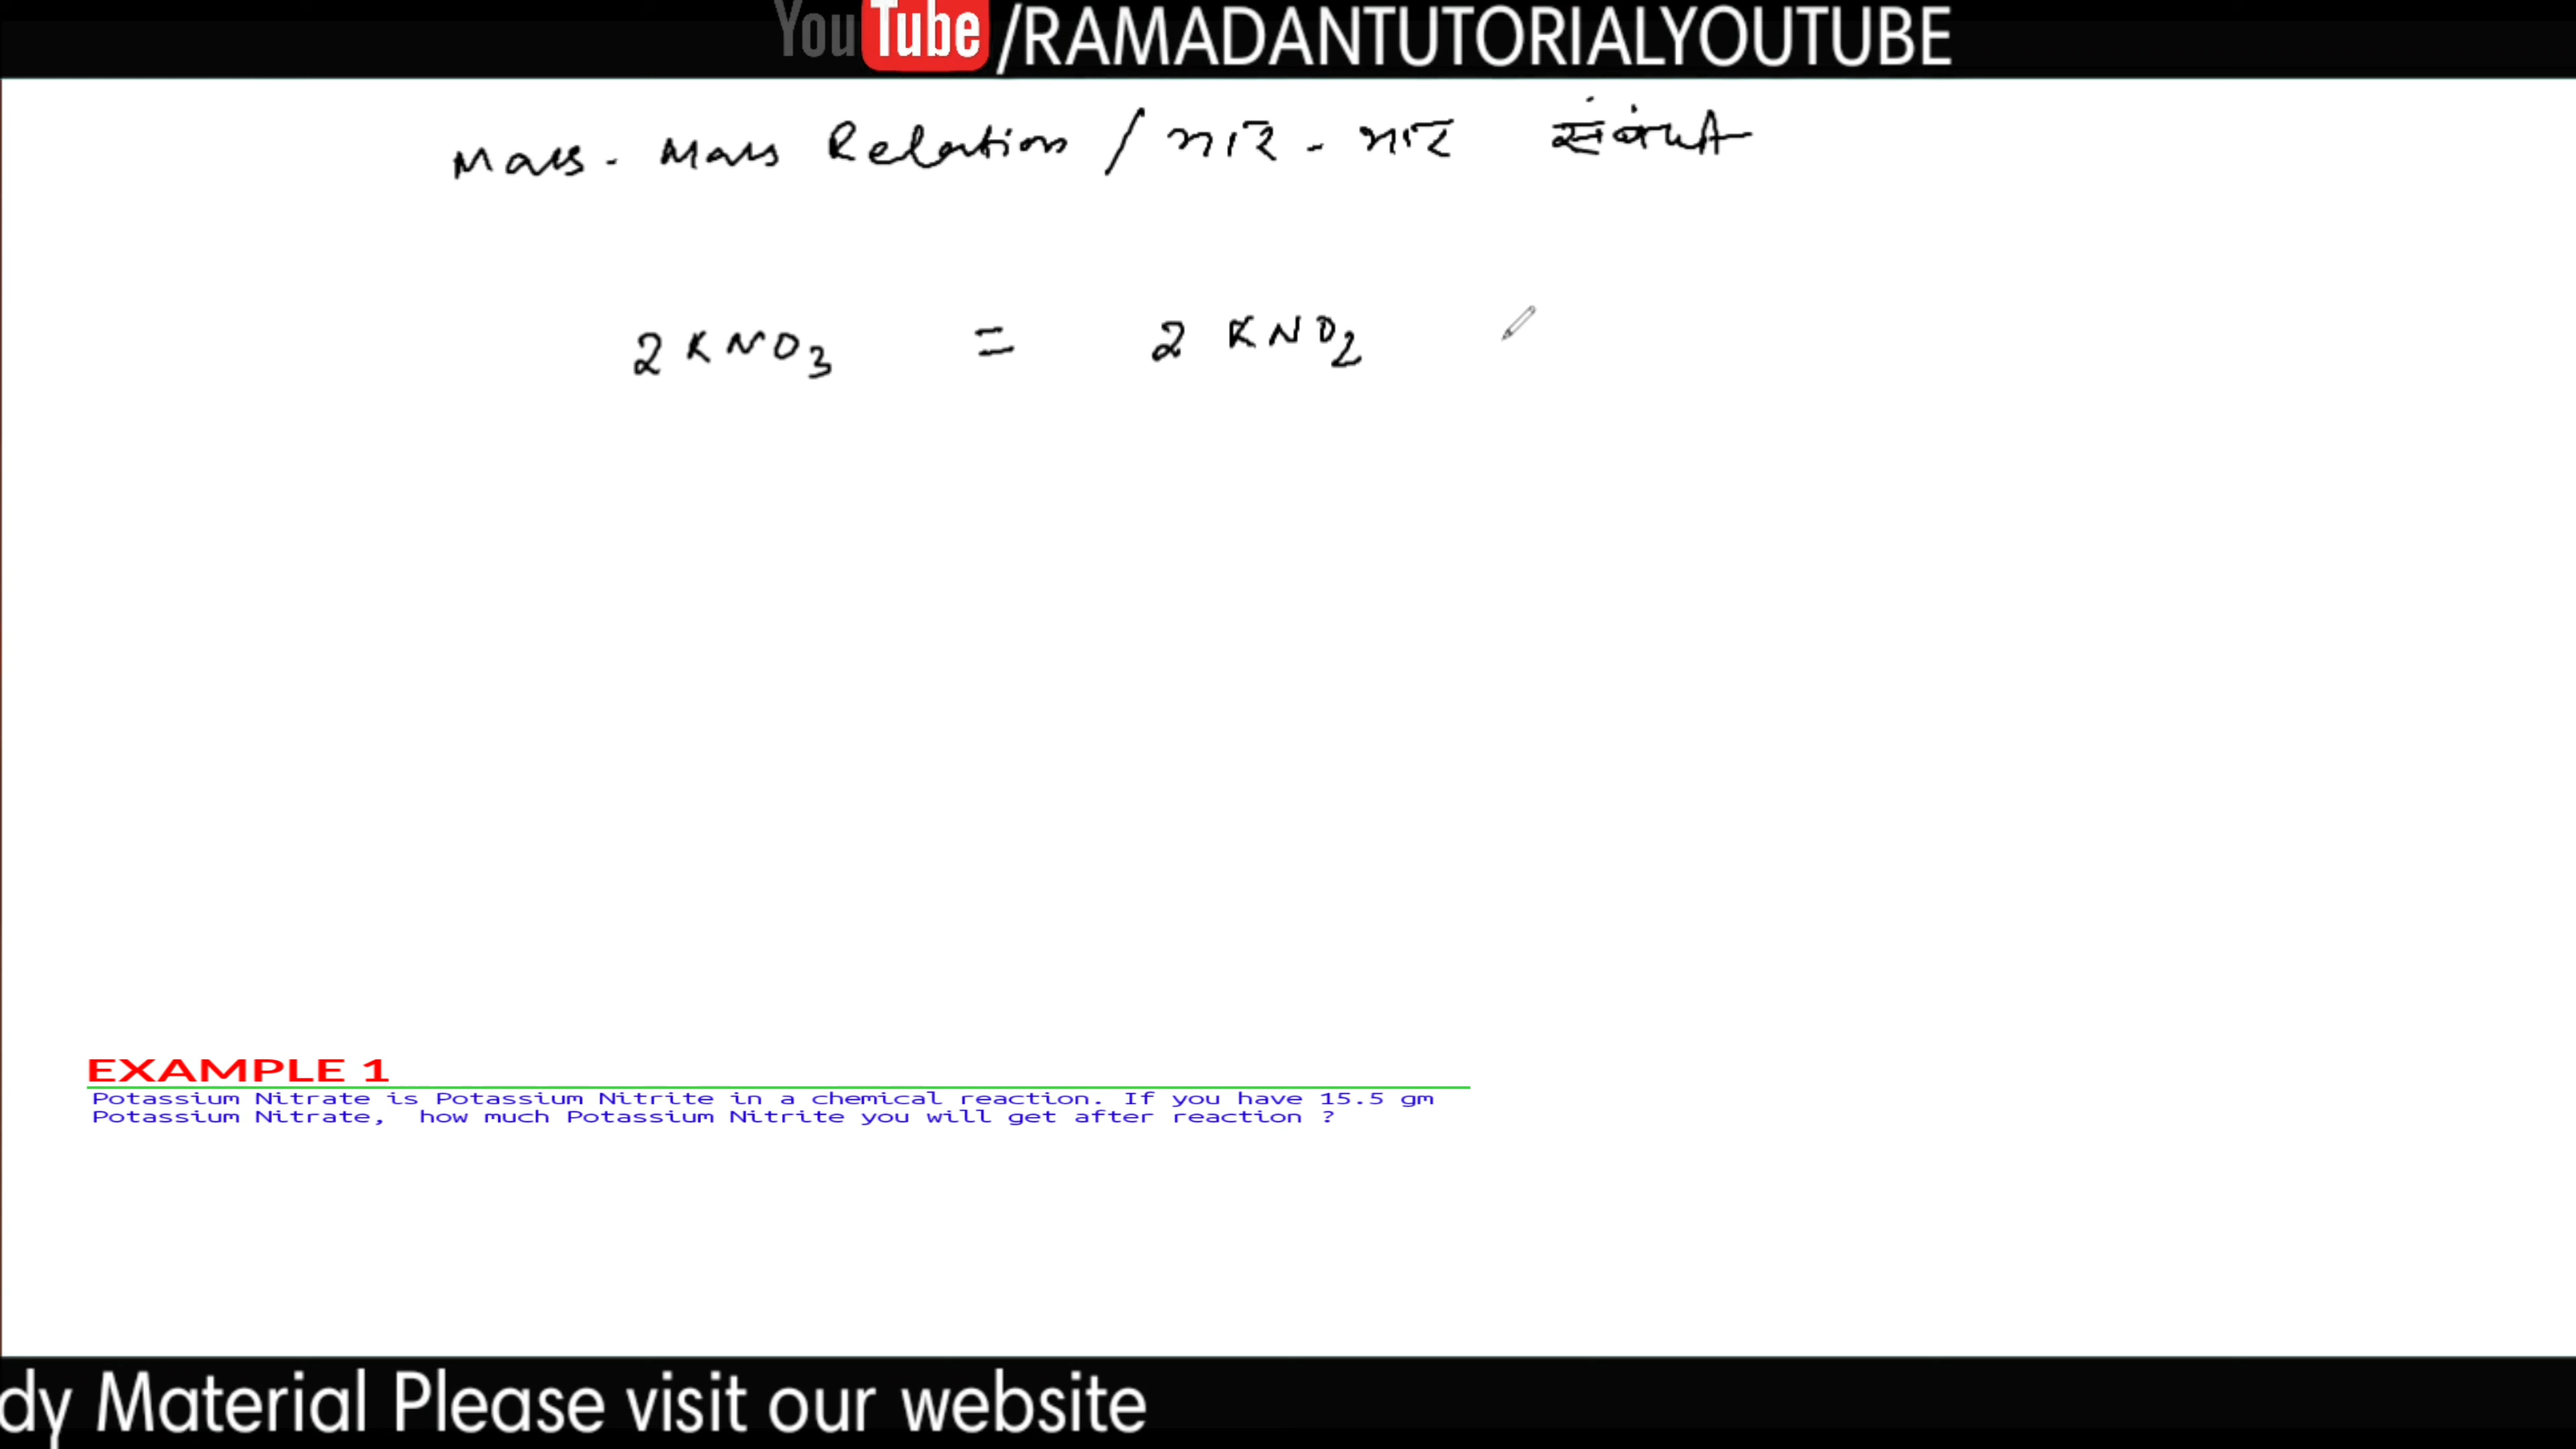 YouTube /RAMADANTUTORIALYOUTUBE
Mass - Mass Relation / भार - भार संबंधी
2 KNO₃ = 2 KNO₂
EXAMPLE 1
Potassium Nitrate is Potassium Nitrite in a chemical reaction. If you have 15.5 gm
Potassium Nitrate, how much Potassium Nitrite you will get after reaction ?
dy Material Please visit our website